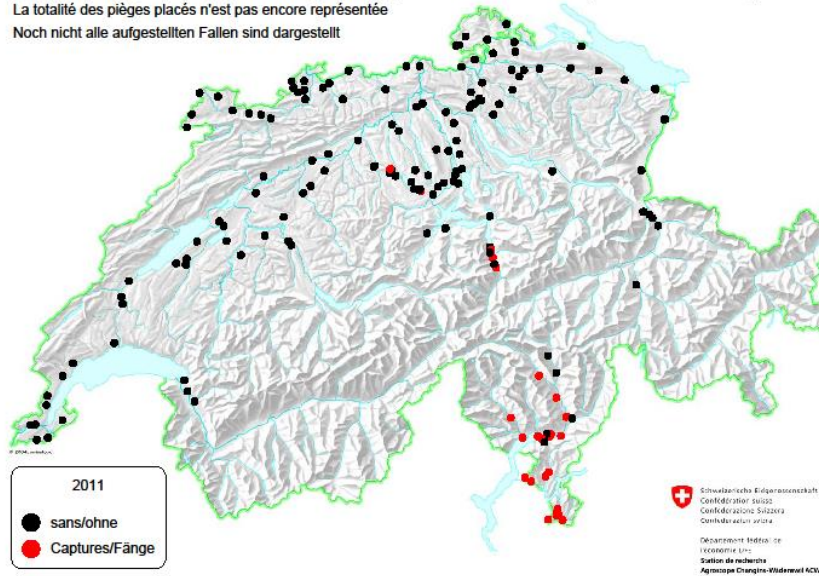 La totalité des pièges placés n'est pas encore représentée
Noch nicht alle aufgestellten Fallen sind dargestellt
2011
sans/ohne
Captures/Fänge
Schweizerische Eidgenossenschaft
Confédération suisse
Confederazione Svizzera
Confederaziun svizra
Département fédéral de
l'économie DFE
Station de recherche
Agroscope Changins-Wädenswil ACW